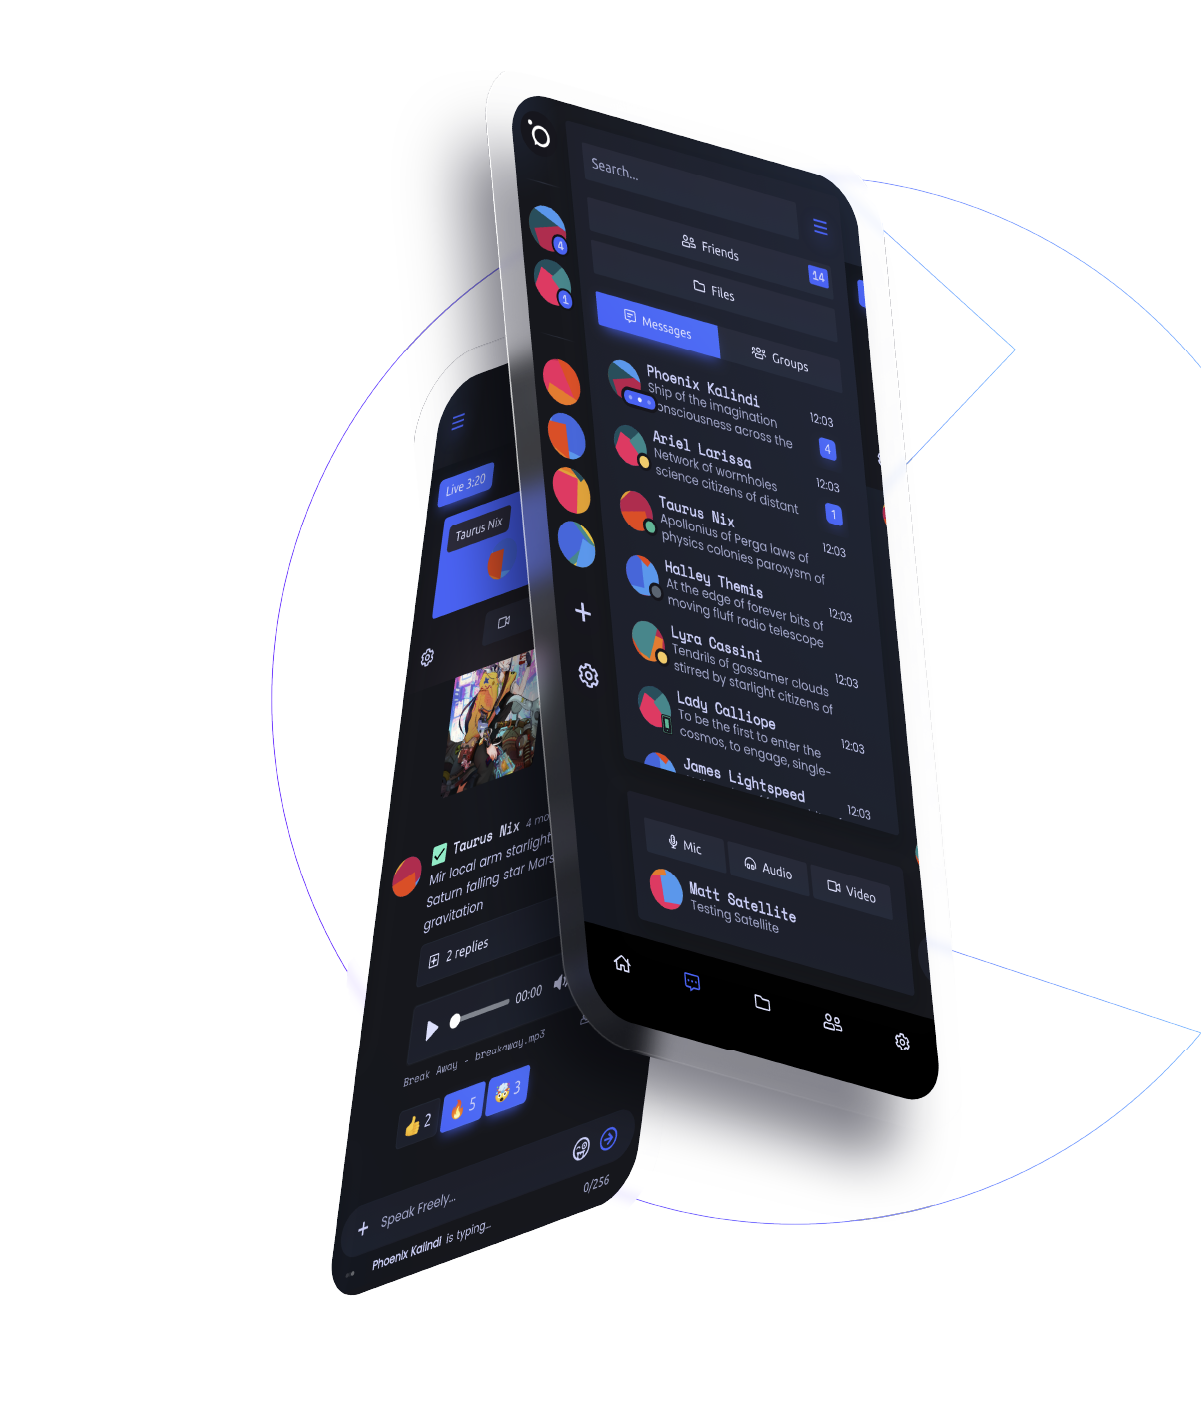 Search...
Friends
14
Files
Messages
Groups
4
1
Phoenix Kalindi
Ship of the imagination
consciousness across the
12:03
4
Ariel Larissa
Network of wormholes
science citizens of distant
12:03
1
Taurus Nix
Apollonius of Perga laws of
physics colonies paroxysm of
12:03
Halley Themis
At the edge of forever bits of
moving fluff radio telescope
12:03
Lyra Cassini
Tendrils of gossamer clouds
stirred by starlight citizens of
12:03
Lady Calliope
To be the first to enter the
cosmos, to engage, single-
12:03
James Lightspeed
12:03
Mic
Audio
Video
Matt Satellite
Testing Satellite
Live 3:20
Taurus Nix
Taurus Nix 4 mo
Mir local arm starlight
Saturn falling star Mars
gravitation
2 replies
00:00
Break Away - breakaway.mp3
2
5
3
Speak Freely...
0/256
Phoenix Kalindi is typing...